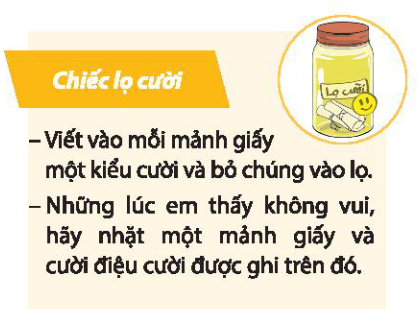 Chiếc lọ cười
Lọ cười
– Viết vào mỗi mảnh giấy
một kiểu cười và bỏ chúng vào lọ.
– Những lúc em thấy không vui,
hãy nhặt một mảnh giấy và
cười điệu cười được ghi trên đó.